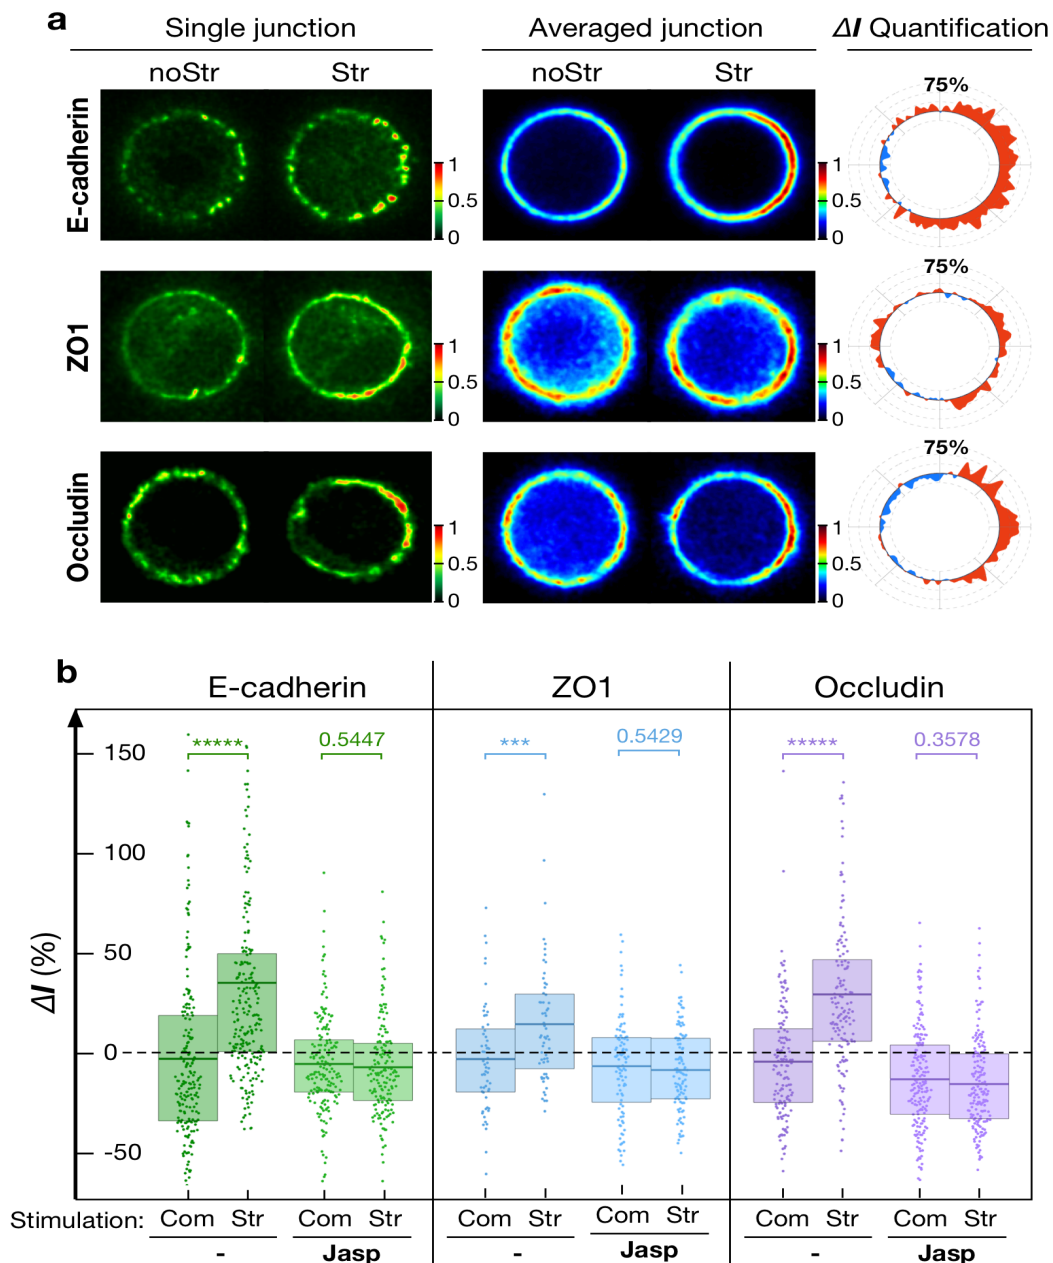 a
Single junction
Averaged junction
ΔI Quantification
noStr
Str
noStr
Str
E-cadherin
1
0.5
0
1
0.5
0
75%
ZO1
1
0.5
0
1
0.5
0
75%
Occludin
1
0.5
0
1
0.5
0
75%
b
E-cadherin
ZO1
Occludin
ΔI (%)
150
100
50
0
-50
*****
0.5447
***
0.5429
*****
0.3578
Stimulation: Com Str Com Str Com Str Com Str Com Str Com Str
- Jasp - Jasp - Jasp